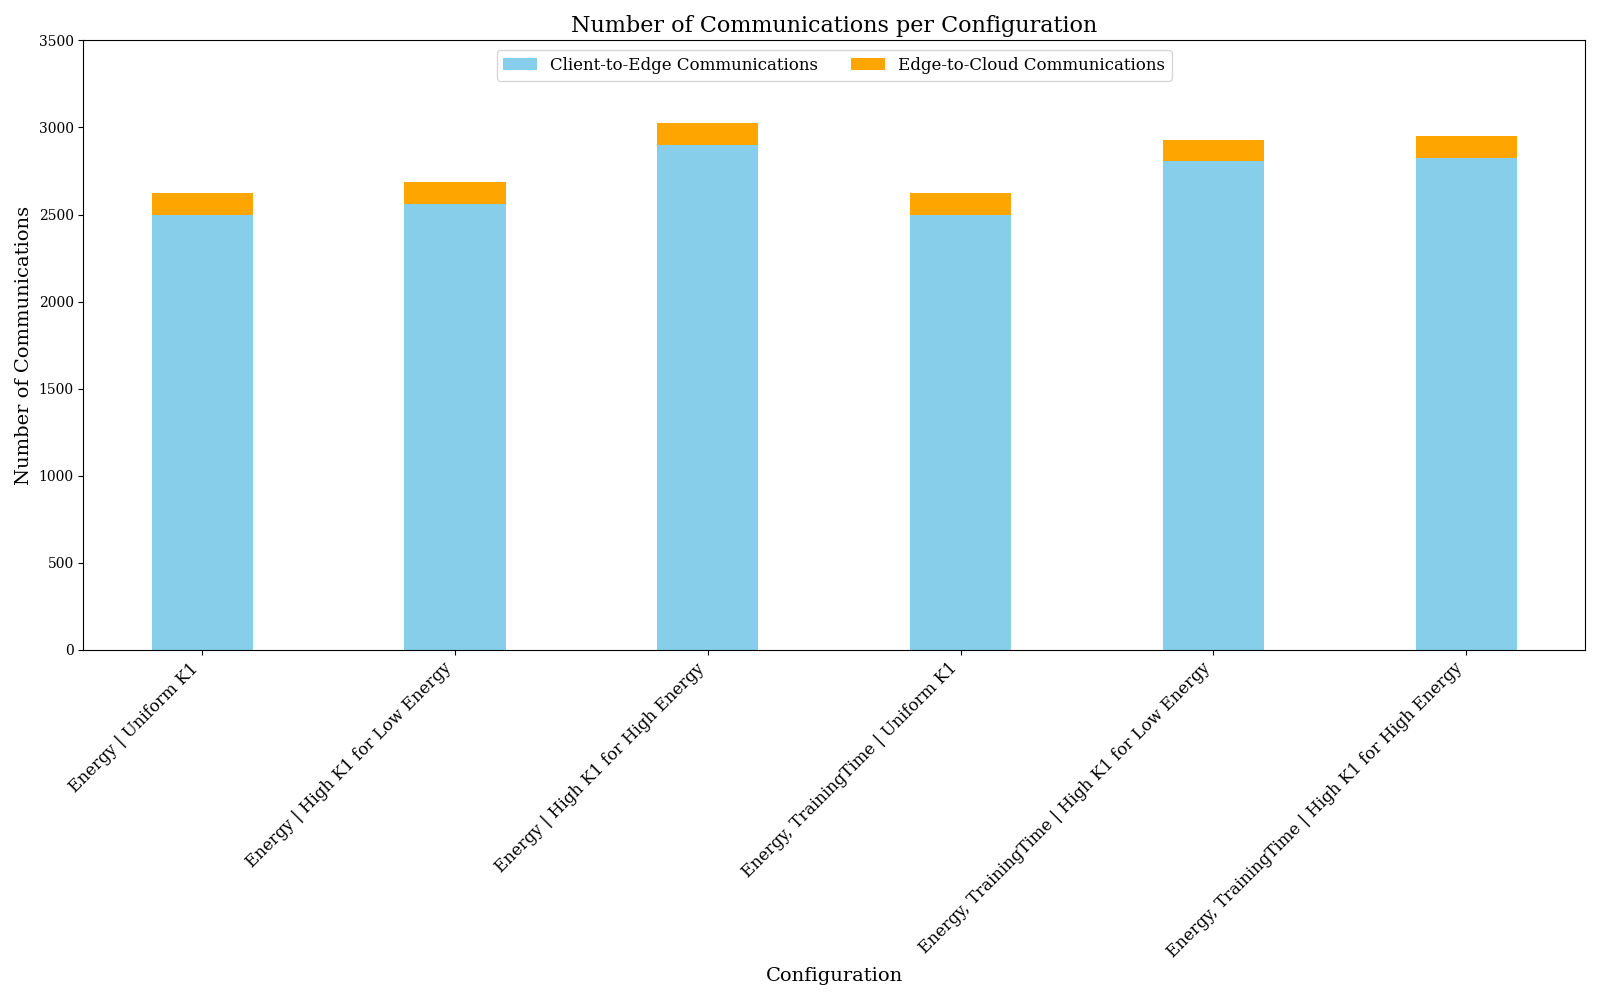 Number of Communications per Configuration
Client-to-Edge Communications
Edge-to-Cloud Communications
Number of Communications
3500
3000
2500
2000
1500
1000
500
0
Energy | Uniform K1
Energy | High K1 for Low Energy
Energy | High K1 for High Energy
Energy, TrainingTime | Uniform K1
Energy, TrainingTime | High K1 for Low Energy
Energy, TrainingTime | High K1 for High Energy
Configuration